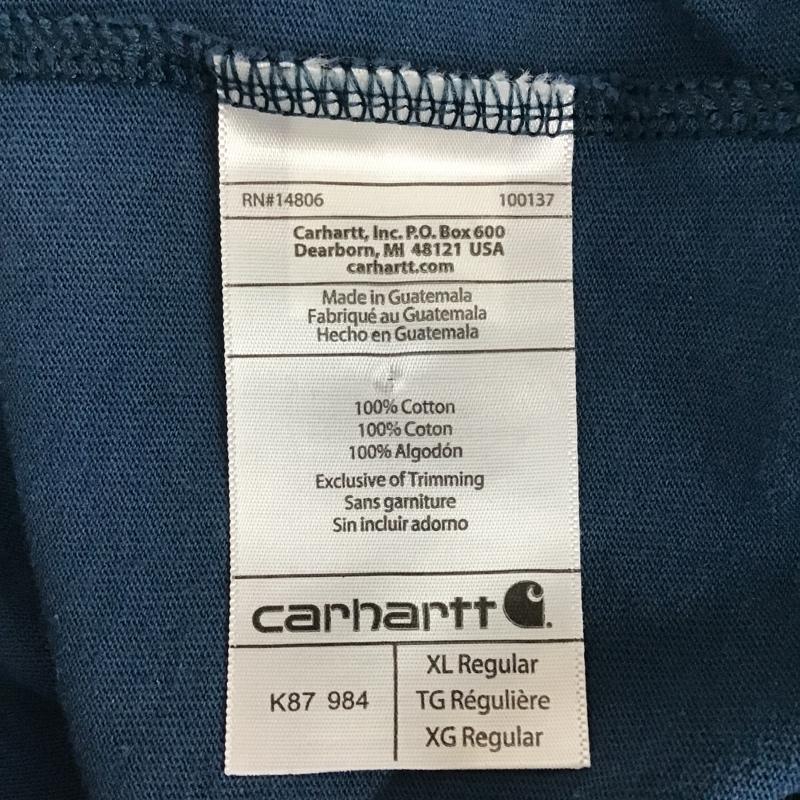 RN#14806 100137
Carhartt, Inc. P.O. Box 600
Dearborn, MI 48121 USA
carhartt.com
Made in Guatemala
Fabriqué au Guatemala
Hecho en Guatemala
100% Cotton
100% Coton
100% Algodón
Exclusive of Trimming
Sans garniture
Sin incluir adorno
carhartt
K87 984
XL Regular
TG Régulière
XG Regular